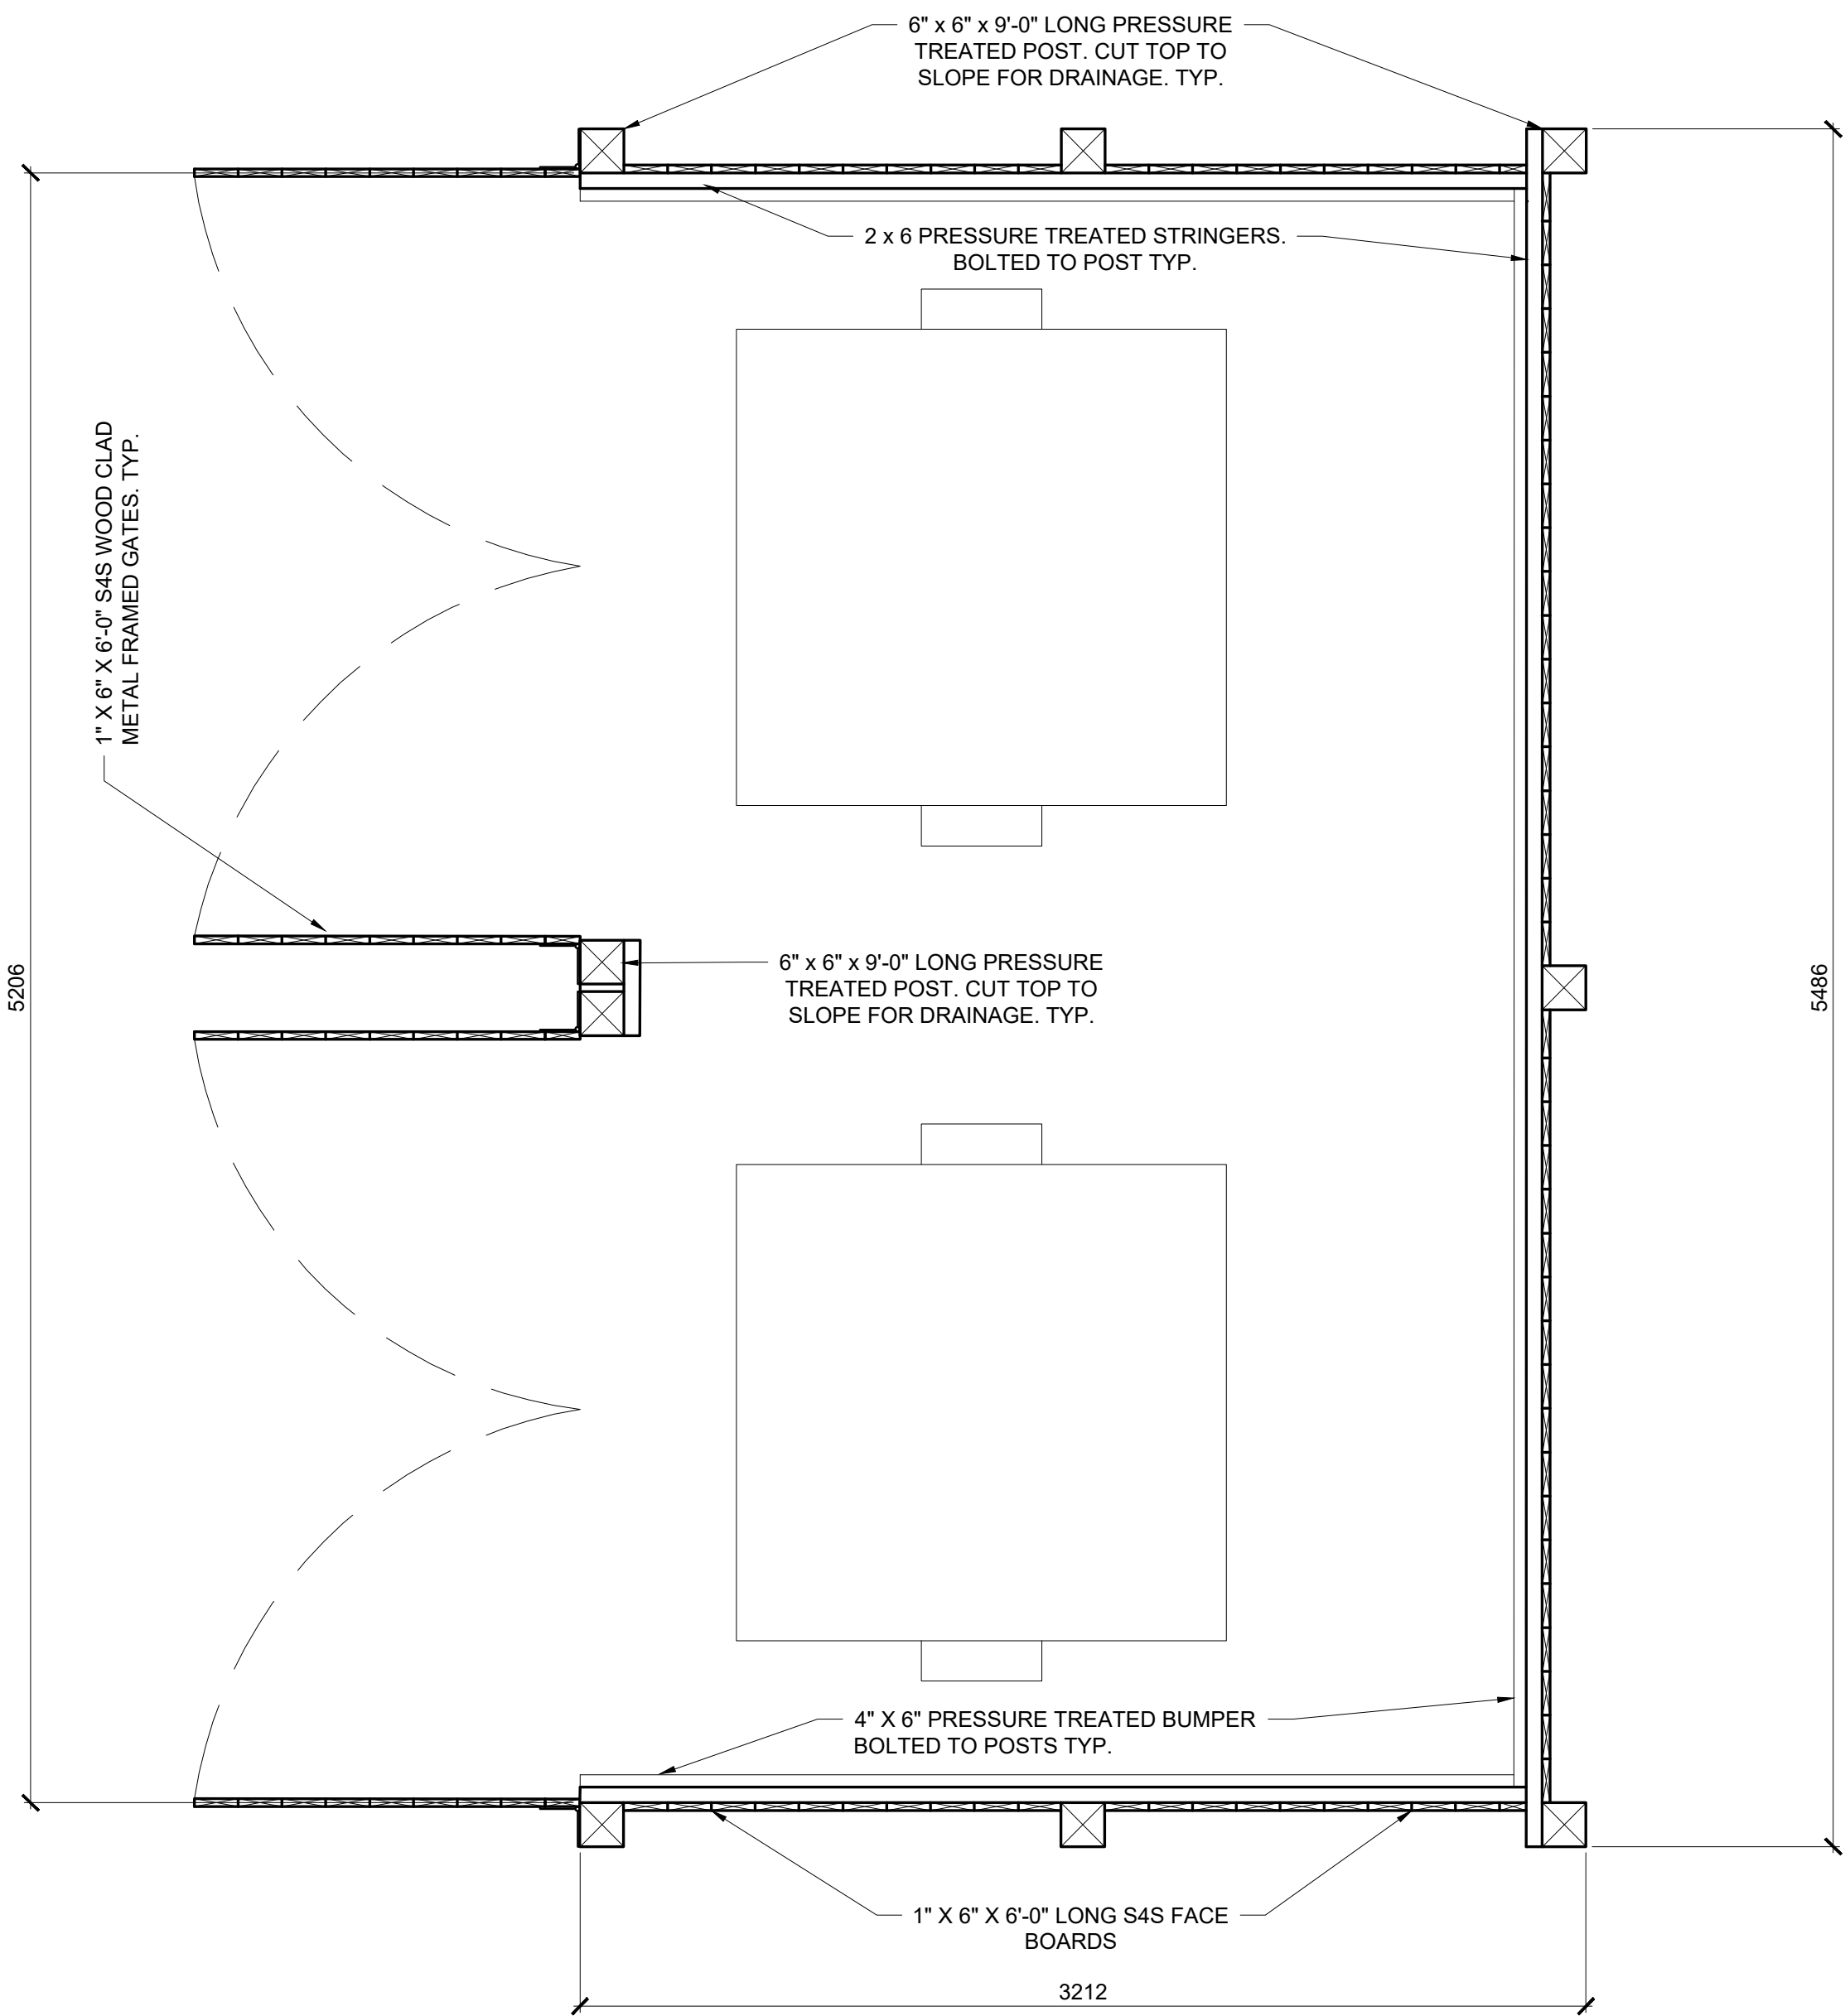 6" x 6" x 9'-0" LONG PRESSURE
TREATED POST. CUT TOP TO
SLOPE FOR DRAINAGE. TYP.
2 x 6 PRESSURE TREATED STRINGERS.
BOLTED TO POST TYP.
1" X 6" X 6'-0" S4S WOOD CLAD
METAL FRAMED GATES. TYP.
6" x 6" x 9'-0" LONG PRESSURE
TREATED POST. CUT TOP TO
SLOPE FOR DRAINAGE. TYP.
5206
5486
4" X 6" PRESSURE TREATED BUMPER
BOLTED TO POSTS TYP.
1" X 6" X 6'-0" LONG S4S FACE
BOARDS
3212